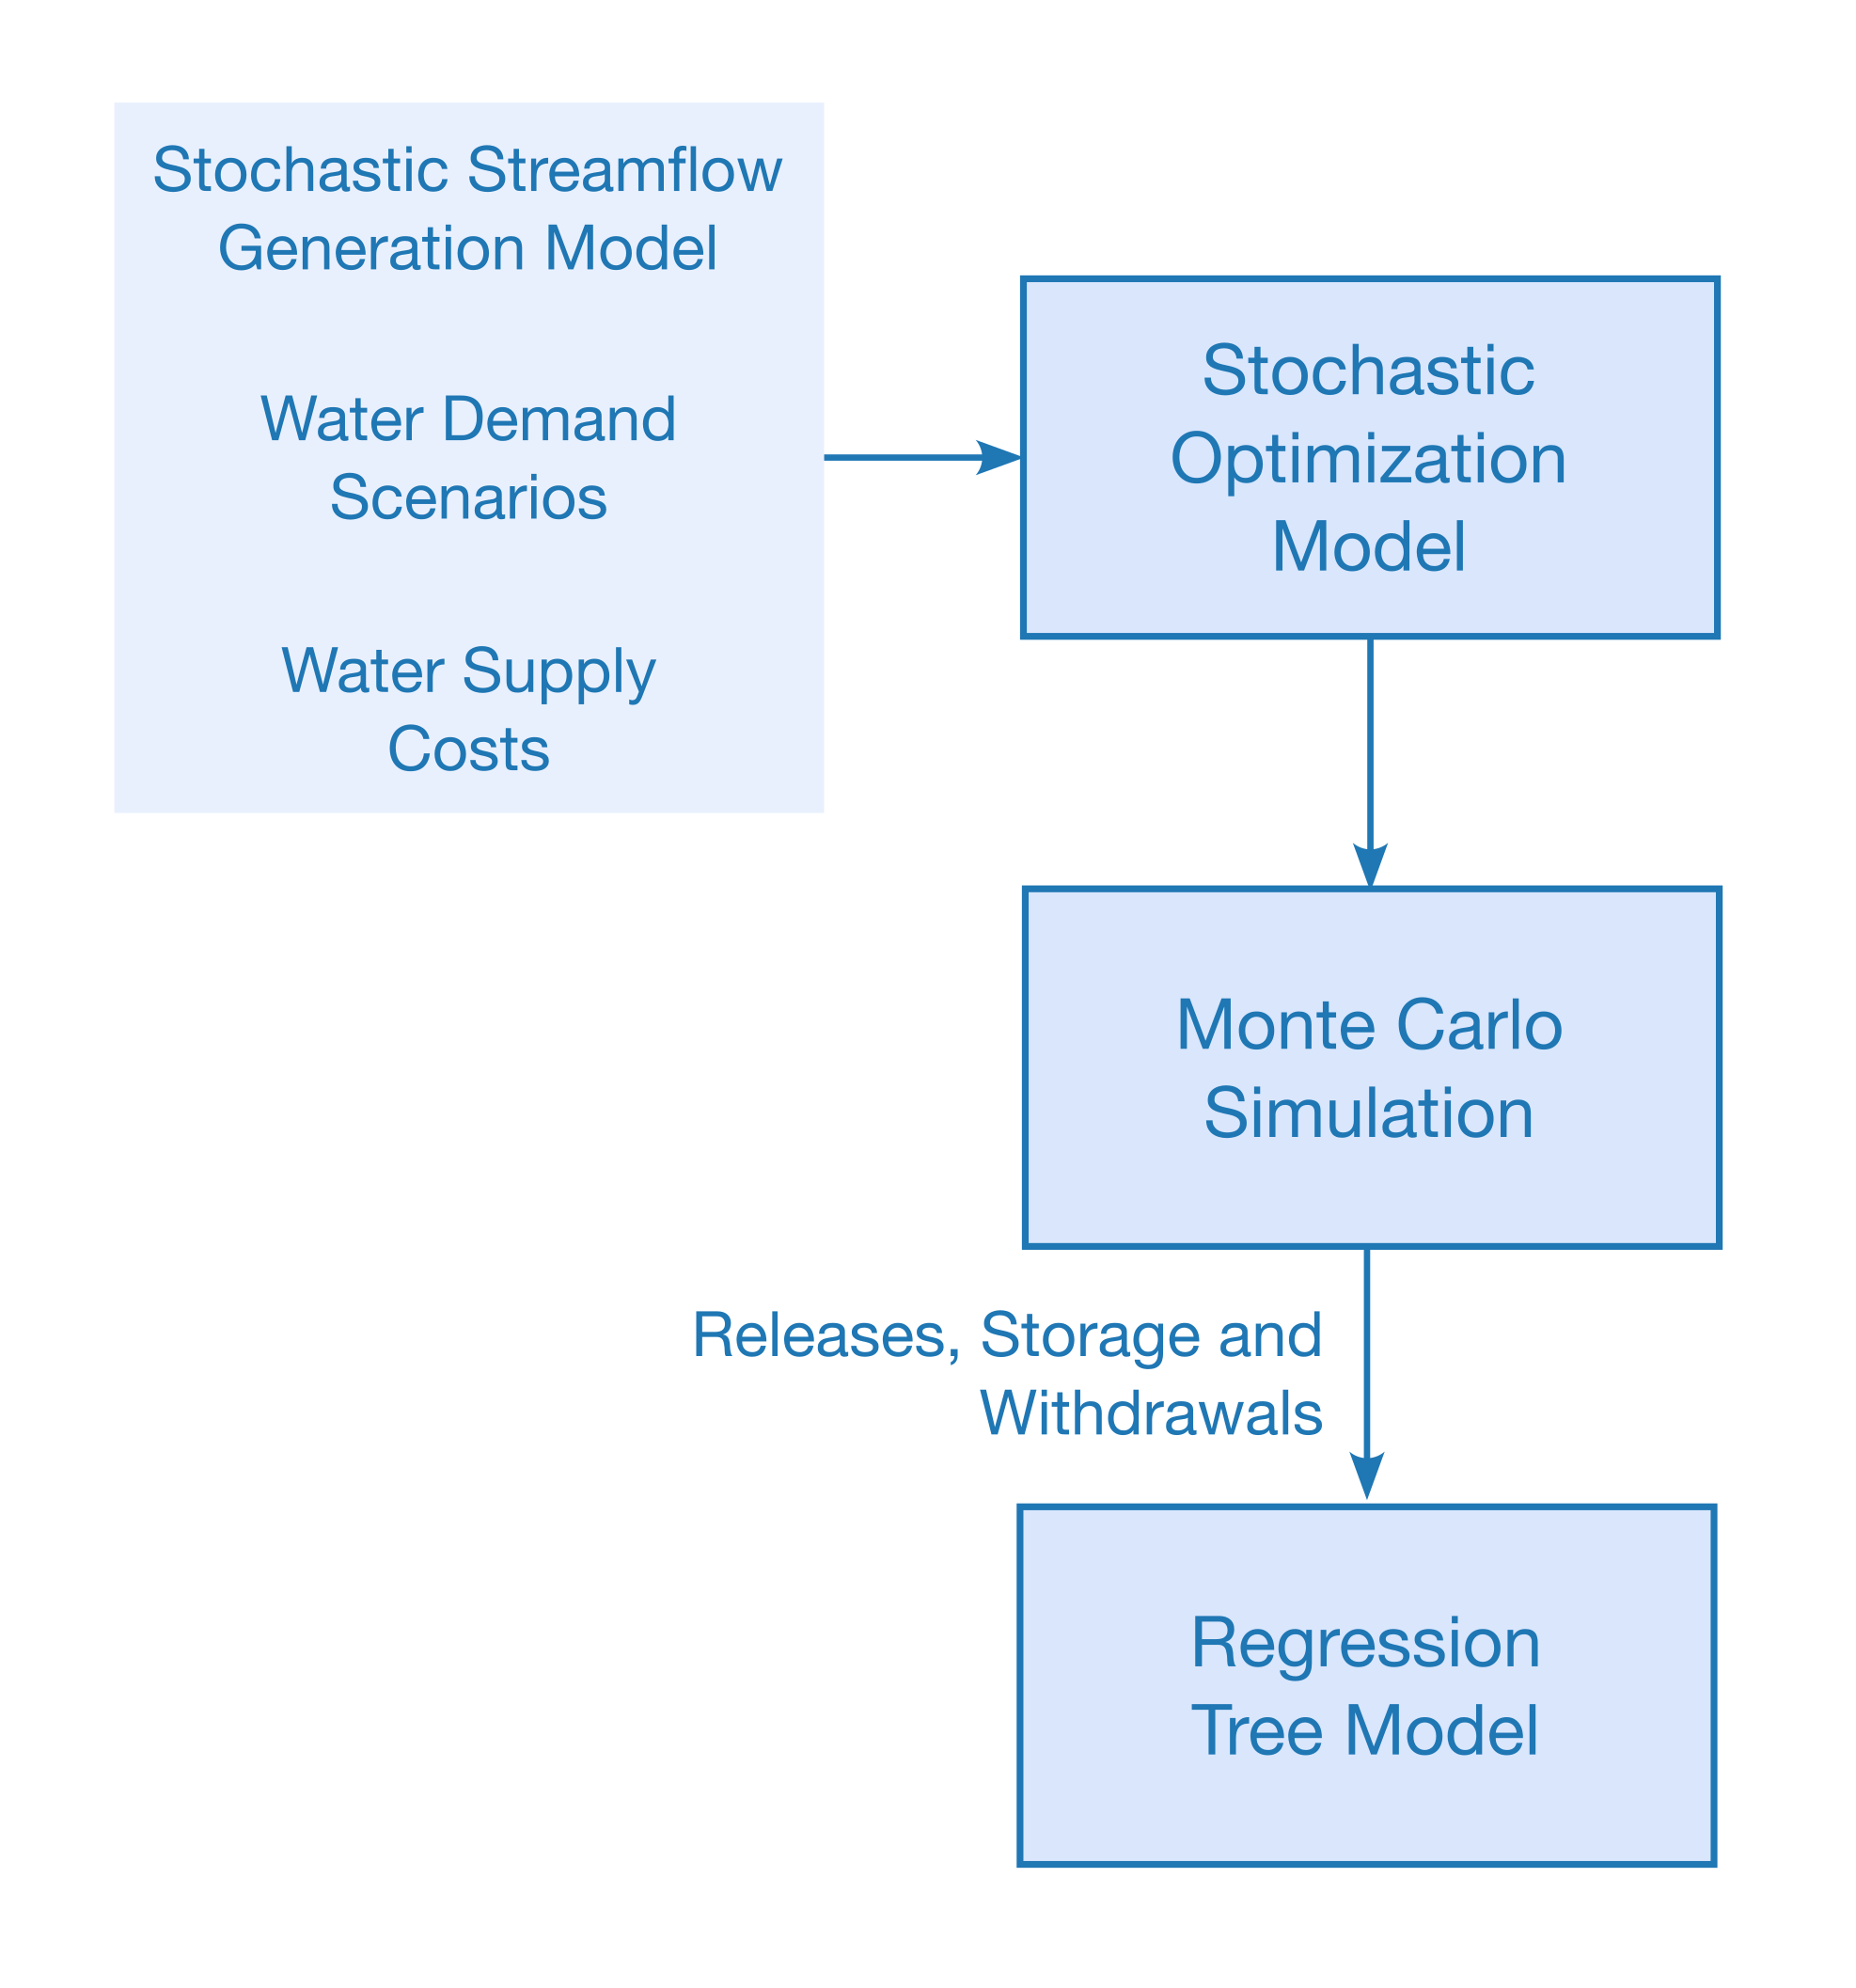 Stochastic Streamflow
Generation Model
Water Demand
Scenarios
Water Supply
Costs
Stochastic
Optimization
Model
Monte Carlo
Simulation
Releases, Storage and
Withdrawals
Regression
Tree Model